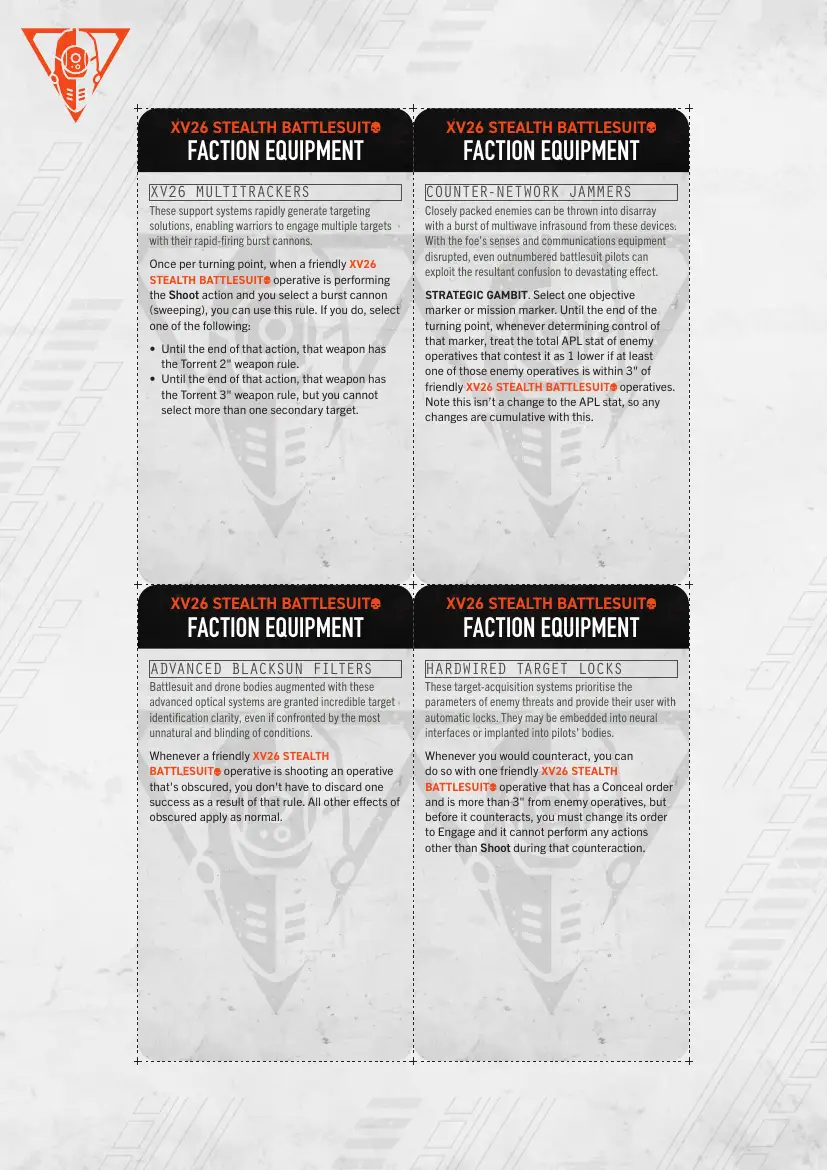 XV26 STEALTH BATTLESUIT
FACTION EQUIPMENT
XV26 MULTITRACKERS
These support systems rapidly generate targeting
solutions, enabling warriors to engage multiple targets
with their rapid-firing burst cannons.
Once per turning point, when a friendly XV26
STEALTH BATTLESUIT operative is performing
the Shoot action and you select a burst cannon
(sweeping), you can use this rule. If you do, select
one of the following:
• Until the end of that action, that weapon has
the Torrent 2" weapon rule.
• Until the end of that action, that weapon has
the Torrent 3" weapon rule, but you cannot
select more than one secondary target.
XV26 STEALTH BATTLESUIT
FACTION EQUIPMENT
COUNTER-NETWORK JAMMERS
Closely packed enemies can be thrown into disarray
with a burst of multiwave infrasound from these devices.
With the foe's senses and communications equipment
disrupted, even outnumbered battlesuit pilots can
exploit the resultant confusion to devastating effect.
STRATEGIC GAMBIT. Select one objective
marker or mission marker. Until the end of the
turning point, whenever determining control of
that marker, treat the total APL stat of enemy
operatives that contest it as 1 lower if at least
one of those enemy operatives is within 3" of
friendly XV26 STEALTH BATTLESUIT operatives.
Note this isn't a change to the APL stat, so any
changes are cumulative with this.
XV26 STEALTH BATTLESUIT
FACTION EQUIPMENT
ADVANCED BLACKSUN FILTERS
Battlesuit and drone bodies augmented with these
advanced optical systems are granted incredible target
identification clarity, even if confronted by the most
unnatural and blinding of conditions.
Whenever a friendly XV26 STEALTH
BATTLESUIT operative is shooting an operative
that's obscured, you don't have to discard one
success as a result of that rule. All other effects of
obscured apply as normal.
XV26 STEALTH BATTLESUIT
FACTION EQUIPMENT
HARDWIRED TARGET LOCKS
These target-acquisition systems prioritise the
parameters of enemy threats and provide their user with
automatic locks. They may be embedded into neural
interfaces or implanted into pilots' bodies.
Whenever you would counteract, you can
do so with one friendly XV26 STEALTH
BATTLESUIT operative that has a Conceal order
and is more than 3" from enemy operatives, but
before it counteracts, you must change its order
to Engage and it cannot perform any actions
other than Shoot during that counteraction.